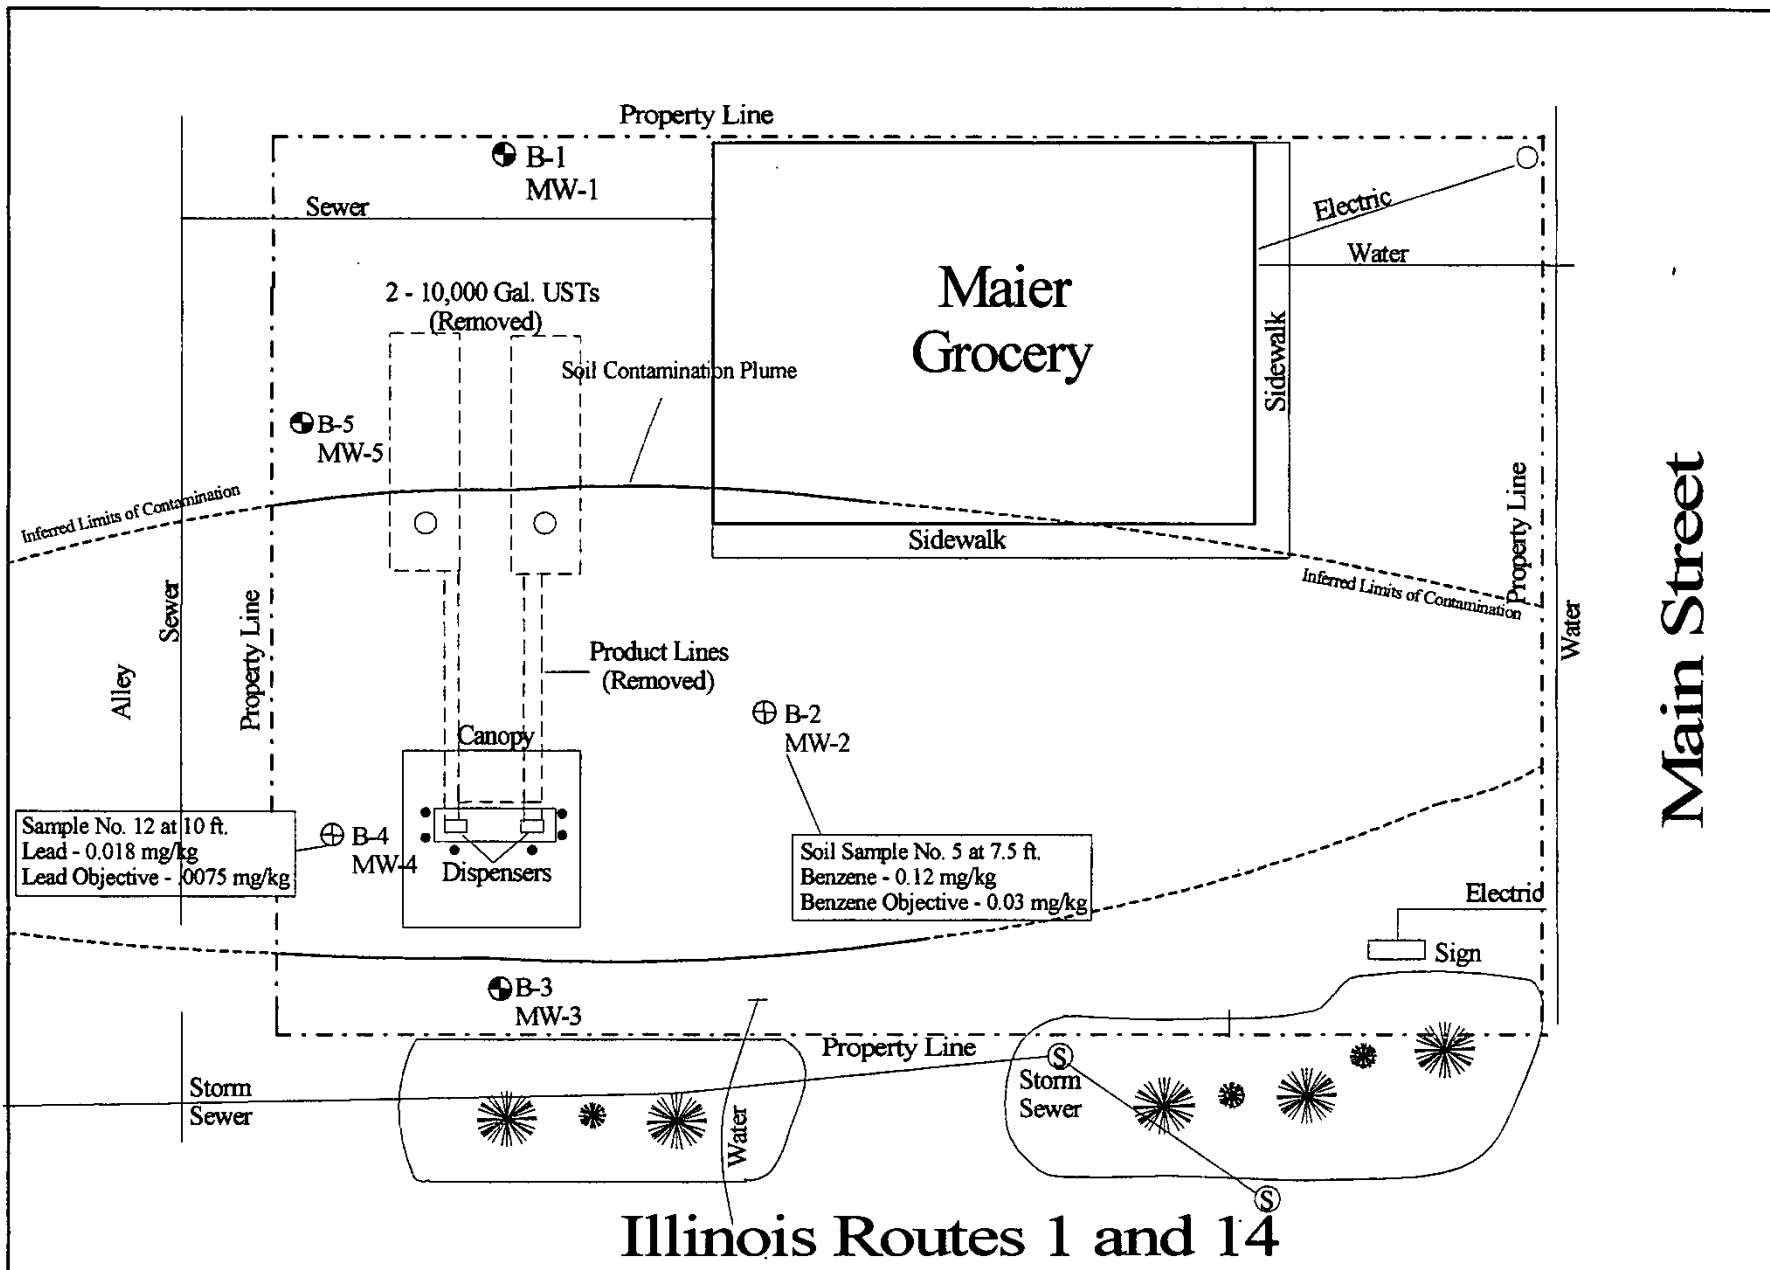 Property Line
B-1
MW-1
Sewer
Electric
Water
2 - 10,000 Gal. USTs
(Removed)
Maier
Grocery
Sidewalk
Soil Contamination Plume
B-5
MW-5
Inferred Limits of Contamination
Sidewalk
Property Line
Inferred Limits of Contamination
Main Street
Water
Sewer
Alley
Property Line
Product Lines
(Removed)
B-2
MW-2
Canopy
Sample No. 12 at 10 ft.
Lead - 0.018 mg/kg
Lead Objective - .0075 mg/kg
B-4
MW-4
Dispensers
Soil Sample No. 5 at 7.5 ft.
Benzene - 0.12 mg/kg
Benzene Objective - 0.03 mg/kg
Electric
Sign
B-3
MW-3
Property Line
S
Storm
Sewer
Storm
Sewer
Water
S
Illinois Routes 1 and 14